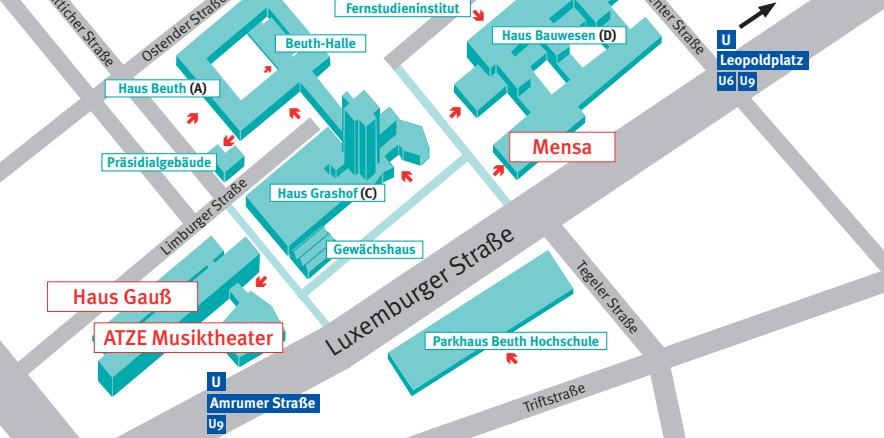 Fernstudieninstitut
Haus Bauwesen (D)
Beuth-Halle
Ostender Straße
U
Leopoldplatz
U6 U9
Haus Beuth (A)
Mensa
Präsidialgebäude
Haus Grashof (C)
Limburger Straße
Gewächshaus
Luxemburger Straße
Tegeler Straße
Haus Gauß
ATZE Musiktheater
Parkhaus Beuth Hochschule
U
Amrumer Straße
U9
Triftstraße